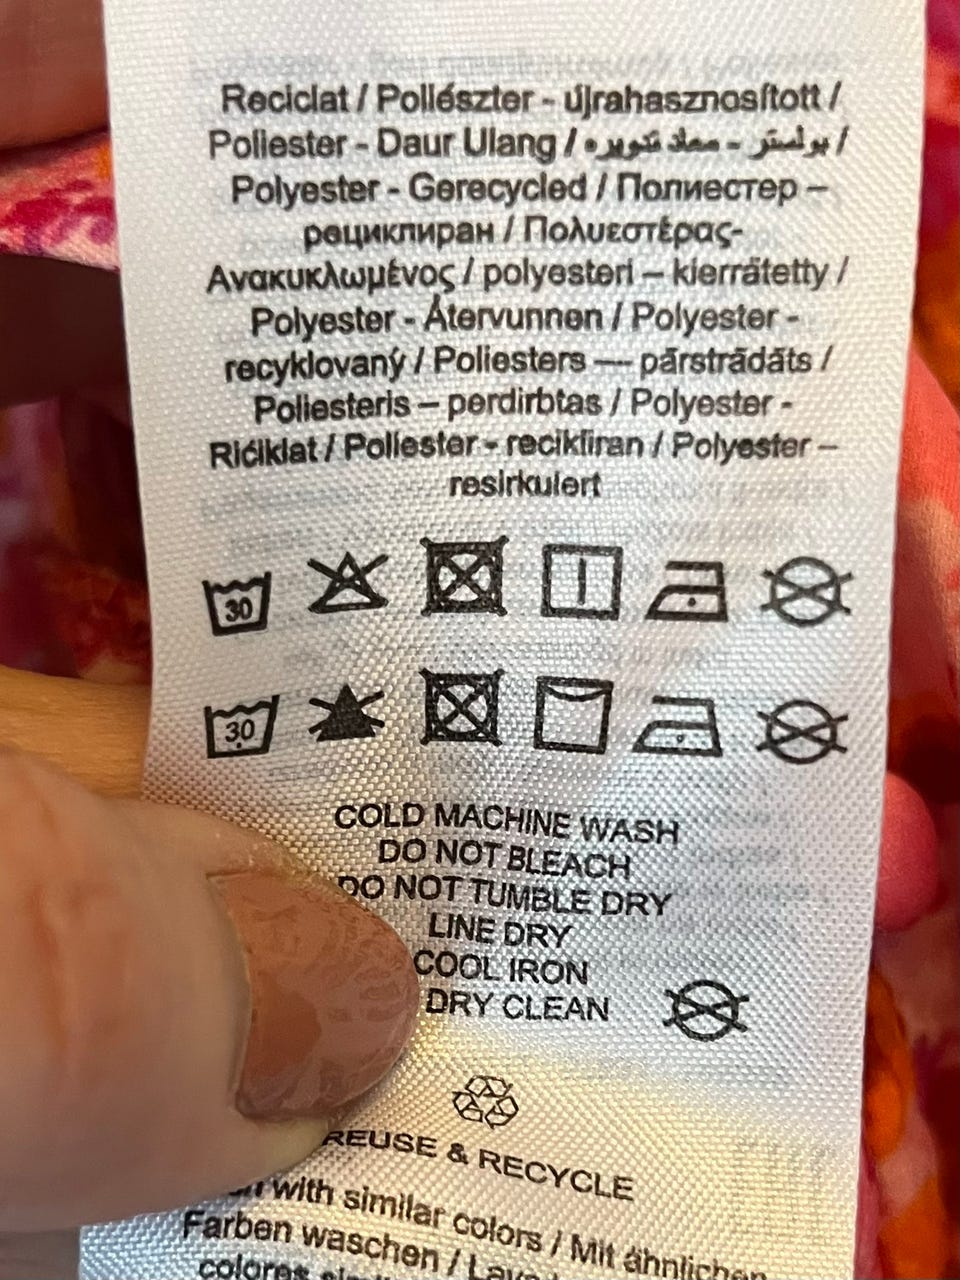 Reciclat / Poliészter - újrahasznosított /
Poliester - Daur Ulang / بوليستر - معاد تدويره /
Polyester - Gerecycled / Полиестер –
рециклиран / Πολυεστέρας-
Ανακυκλωμένος / polyesteri – kierrätetty /
Polyester - Återvunnen / Polyester -
recyklovaný / Poliesters — pārstrādāts /
Poliesteris – perdirbtas / Polyester -
Riċiklat / Poliester - recikliran / Polyester –
resirkulert
30
30
COLD MACHINE WASH
DO NOT BLEACH
DO NOT TUMBLE DRY
LINE DRY
COOL IRON
DRY CLEAN
REUSE & RECYCLE
with similar colors / Mit ähnlichen
Farben waschen /
colores